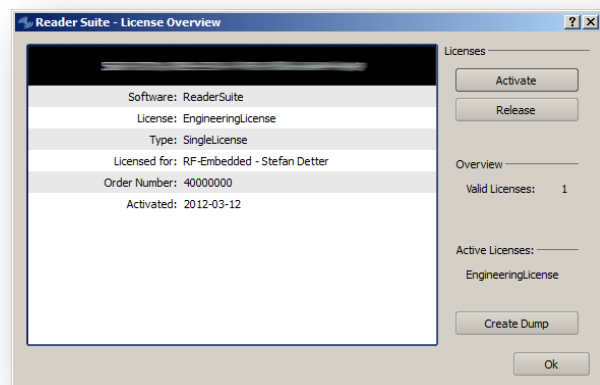 Reader Suite - License Overview
Software: ReaderSuite
License: EngineeringLicense
Type: SingleLicense
Licensed for: RF-Embedded - Stefan Detter
Order Number: 40000000
Activated: 2012-03-12
Licenses
Activate
Release
Overview
Valid Licenses: 1
Active Licenses:
EngineeringLicense
Create Dump
Ok